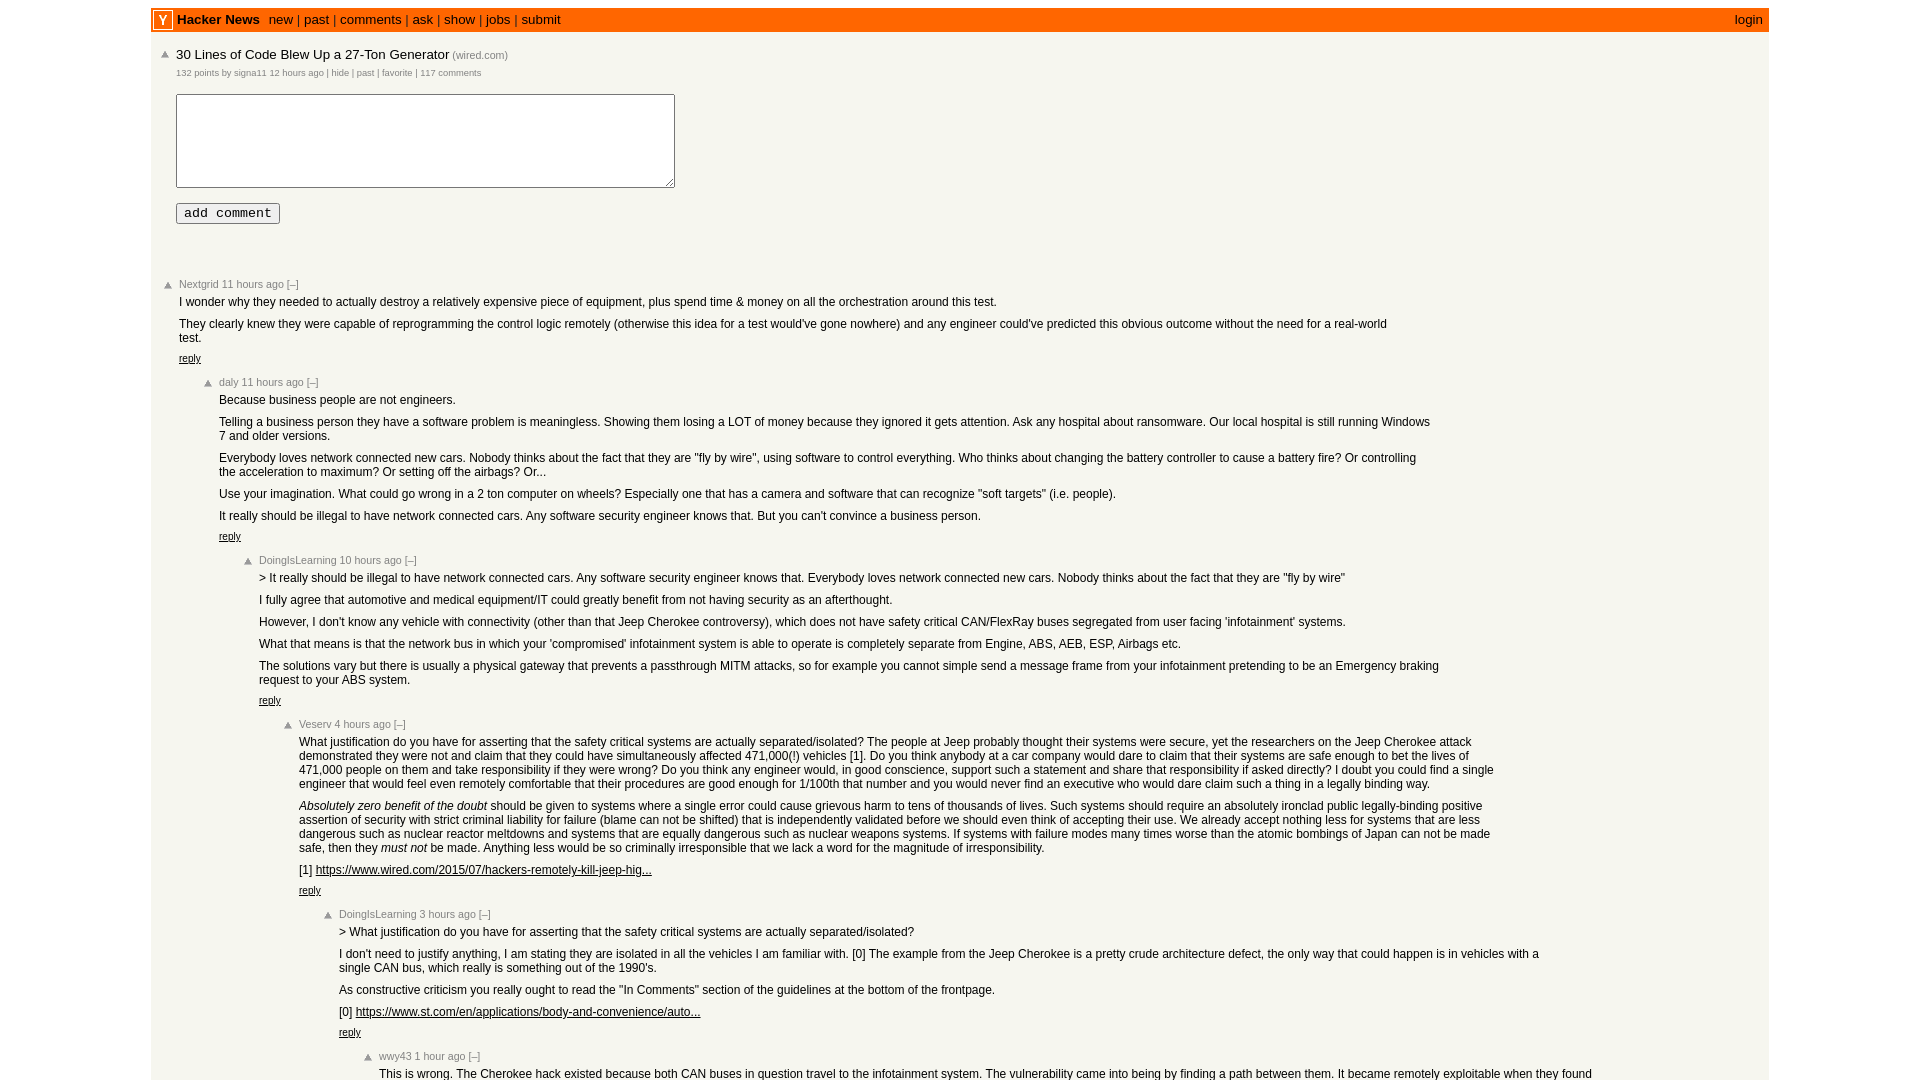 Y Hacker News new | past | comments | ask | show | jobs | submit login
30 Lines of Code Blew Up a 27-Ton Generator (wired.com)
132 points by signa11 12 hours ago | hide | past | favorite | 117 comments
add comment
Nextgrid 11 hours ago [–]
I wonder why they needed to actually destroy a relatively expensive piece of equipment, plus spend time & money on all the orchestration around this test.
They clearly knew they were capable of reprogramming the control logic remotely (otherwise this idea for a test would've gone nowhere) and any engineer could've predicted this obvious outcome without the need for a real-world
test.
reply
daly 11 hours ago [–]
Because business people are not engineers.
Telling a business person they have a software problem is meaningless. Showing them losing a LOT of money because they ignored it gets attention. Ask any hospital about ransomware. Our local hospital is still running Windows
7 and older versions.
Everybody loves network connected new cars. Nobody thinks about the fact that they are "fly by wire", using software to control everything. Who thinks about changing the battery controller to cause a battery fire? Or controlling
the acceleration to maximum? Or setting off the airbags? Or...
Use your imagination. What could go wrong in a 2 ton computer on wheels? Especially one that has a camera and software that can recognize "soft targets" (i.e. people).
It really should be illegal to have network connected cars. Any software security engineer knows that. But you can't convince a business person.
reply
DoingIsLearning 10 hours ago [–]
> It really should be illegal to have network connected cars. Any software security engineer knows that. Everybody loves network connected new cars. Nobody thinks about the fact that they are "fly by wire"
I fully agree that automotive and medical equipment/IT could greatly benefit from not having security as an afterthought.
However, I don't know any vehicle with connectivity (other than that Jeep Cherokee controversy), which does not have safety critical CAN/FlexRay buses segregated from user facing 'infotainment' systems.
What that means is that the network bus in which your 'compromised' infotainment system is able to operate is completely separate from Engine, ABS, AEB, ESP, Airbags etc.
The solutions vary but there is usually a physical gateway that prevents a passthrough MITM attacks, so for example you cannot simple send a message frame from your infotainment pretending to be an Emergency braking
request to your ABS system.
reply
Veserv 4 hours ago [–]
What justification do you have for asserting that the safety critical systems are actually separated/isolated? The people at Jeep probably thought their systems were secure, yet the researchers on the Jeep Cherokee attack
demonstrated they were not and claim that they could have simultaneously affected 471,000(!) vehicles [1]. Do you think anybody at a car company would dare to claim that their systems are safe enough to bet the lives of
471,000 people on them and take responsibility if they were wrong? Do you think any engineer would, in good conscience, support such a statement and share that responsibility if asked directly? I doubt you could find a single
engineer that would feel even remotely comfortable that their procedures are good enough for 1/100th that number and you would never find an executive who would dare claim such a thing in a legally binding way.
Absolutely zero benefit of the doubt should be given to systems where a single error could cause grievous harm to tens of thousands of lives. Such systems should require an absolutely ironclad public legally-binding positive
assertion of security with strict criminal liability for failure (blame can not be shifted) that is independently validated before we should even think of accepting their use. We already accept nothing less for systems that are less
dangerous such as nuclear reactor meltdowns and systems that are equally dangerous such as nuclear weapons systems. If systems with failure modes many times worse than the atomic bombings of Japan can not be made
safe, then they must not be made. Anything less would be so criminally irresponsible that we lack a word for the magnitude of irresponsibility.
[1] https://www.wired.com/2015/07/hackers-remotely-kill-jeep-hig...
reply
DoingIsLearning 3 hours ago [–]
> What justification do you have for asserting that the safety critical systems are actually separated/isolated?
I don't need to justify anything, I am stating they are isolated in all the vehicles I am familiar with. [0] The example from the Jeep Cherokee is a pretty crude architecture defect, the only way that could happen is in vehicles with a
single CAN bus, which really is something out of the 1990's.
As constructive criticism you really ought to read the "In Comments" section of the guidelines at the bottom of the frontpage.
[0] https://www.st.com/en/applications/body-and-convenience/auto...
reply
wwy43 1 hour ago [–]
This is wrong. The Cherokee hack existed because both CAN buses in question travel to the infotainment system. The vulnerability came into being by finding a path between them. It became remotely exploitable when they found